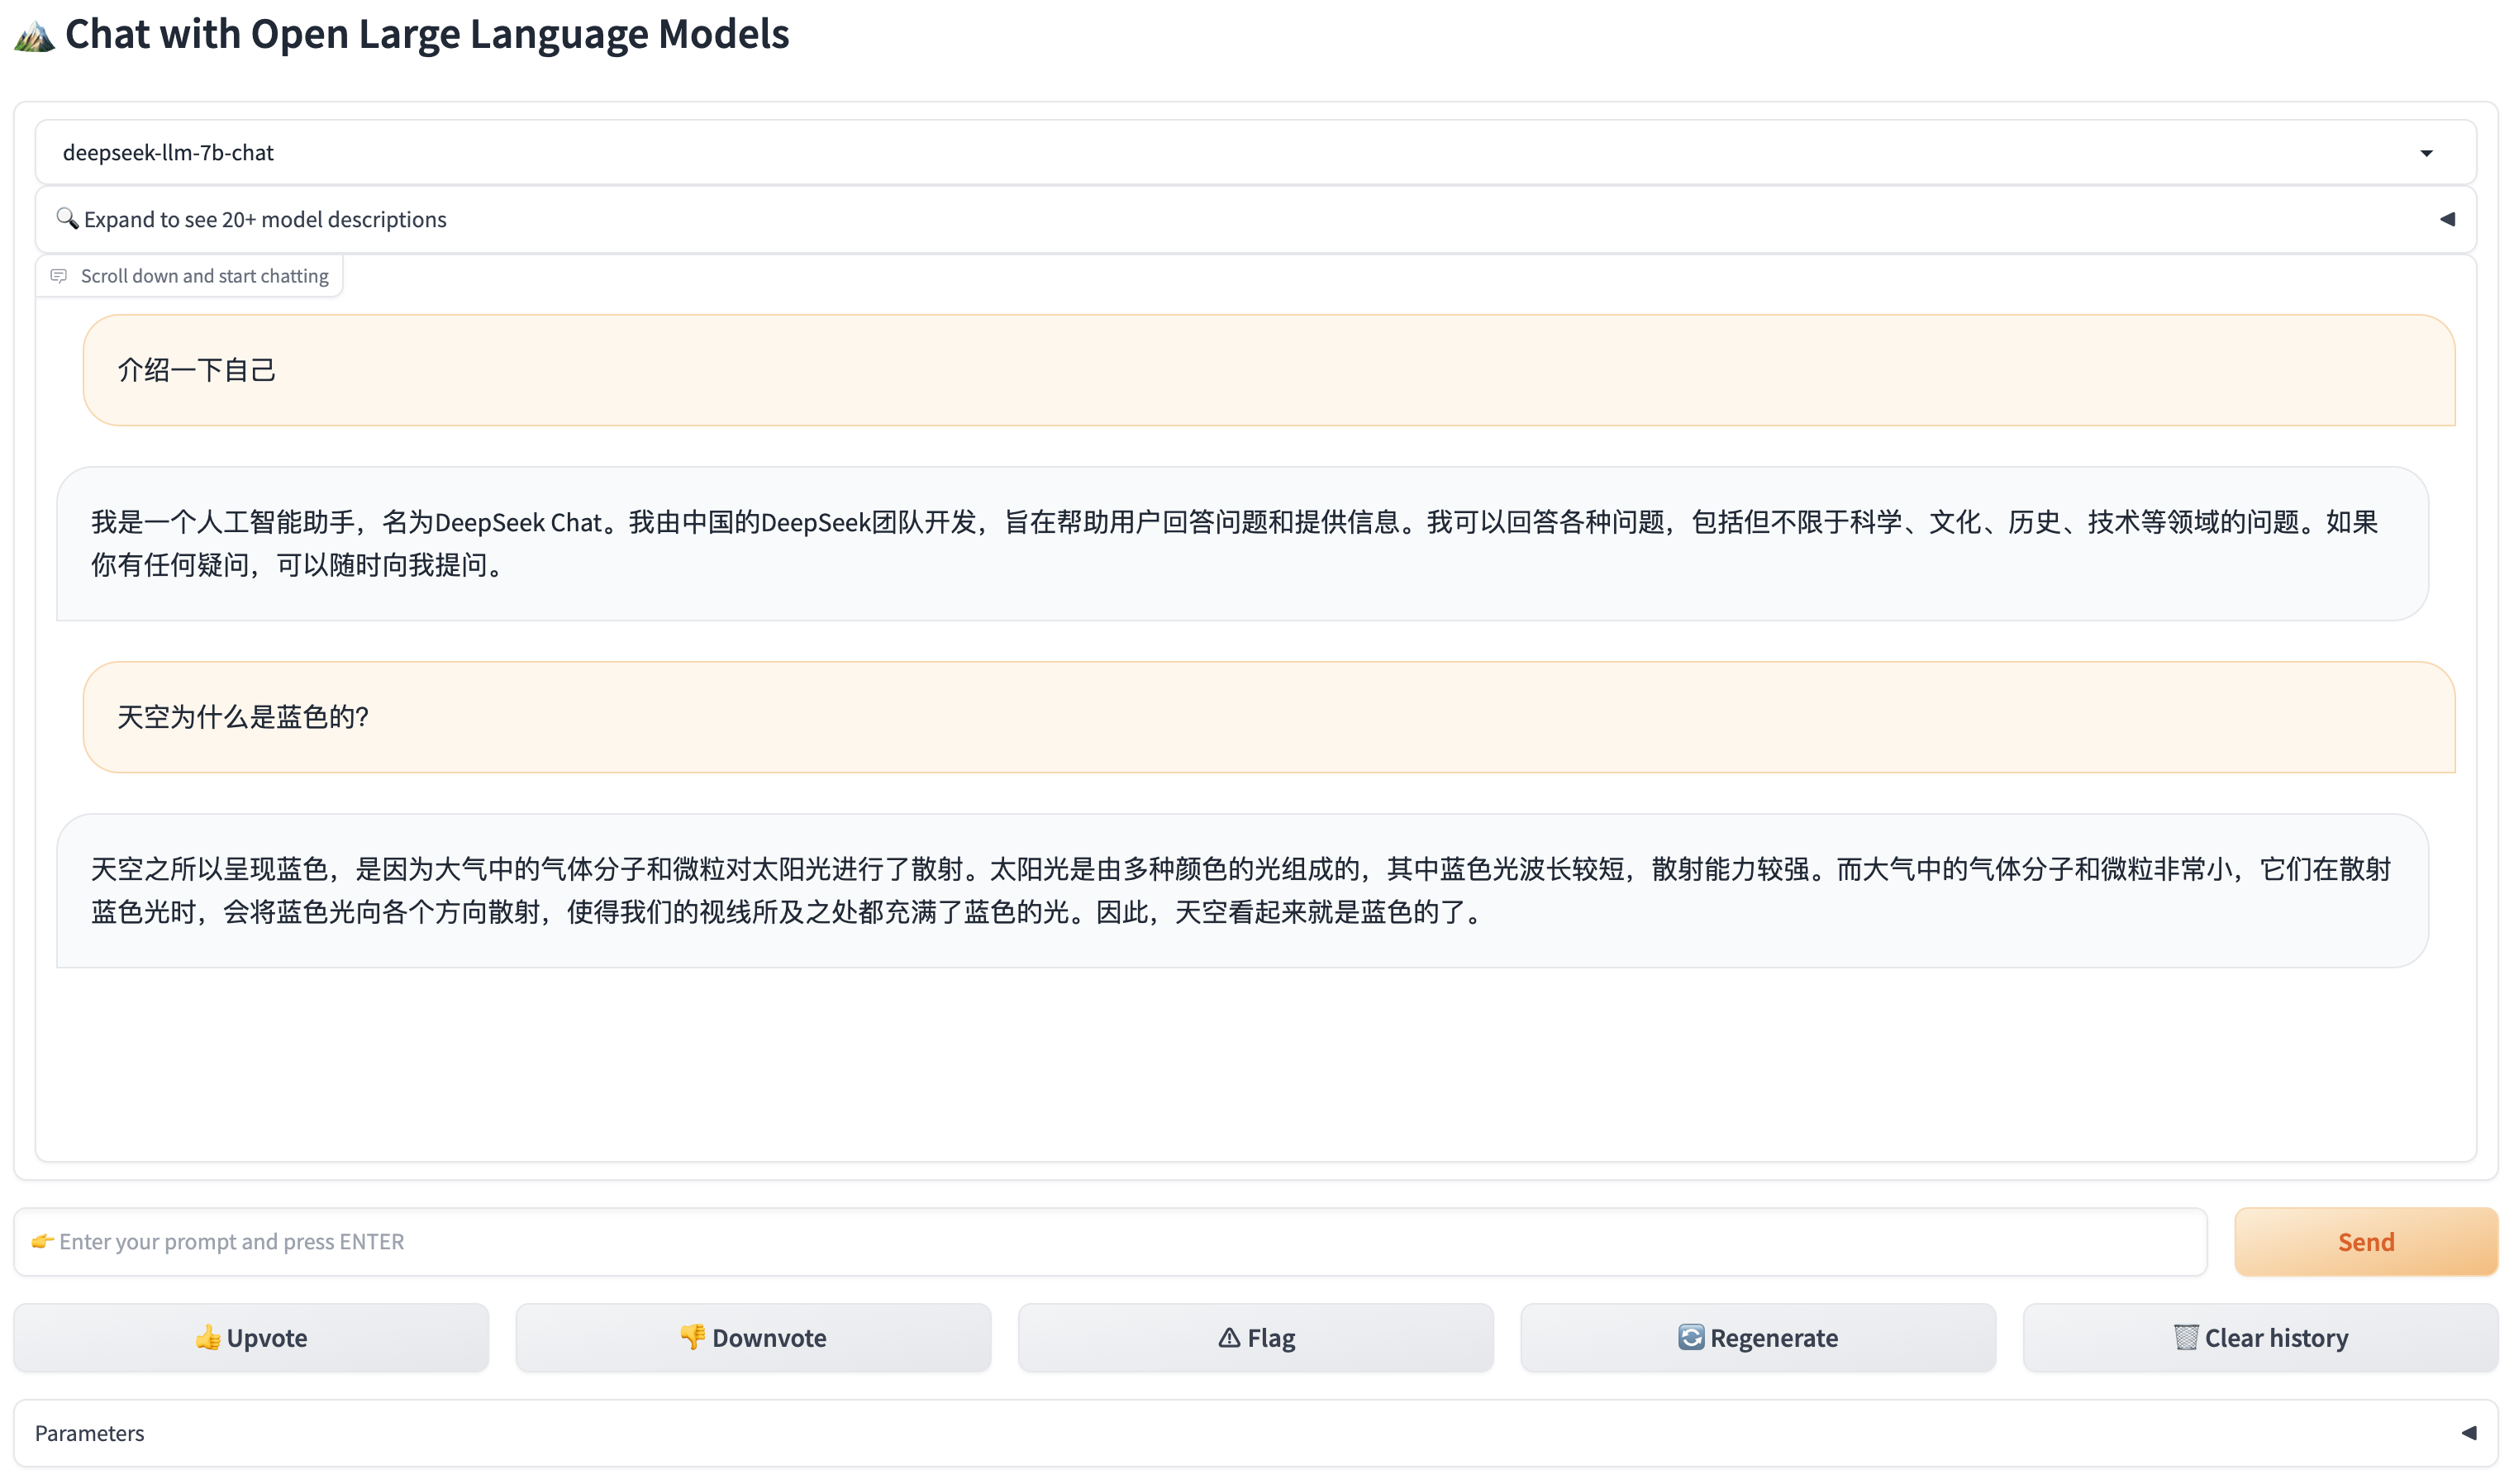 Chat with Open Large Language Models
deepseek-llm-7b-chat
Expand to see 20+ model descriptions
Scroll down and start chatting
介绍一下自己
我是一个人工智能助手，名为DeepSeek Chat。我由中国的DeepSeek团队开发，旨在帮助用户回答问题和提供信息。我可以回答各种问题，包括但不限于科学、文化、历史、技术等领域的问题。如果
你有任何疑问，可以随时向我提问。
天空为什么是蓝色的?
天空之所以呈现蓝色，是因为大气中的气体分子和微粒对太阳光进行了散射。太阳光是由多种颜色的光组成的，其中蓝色光波长较短，散射能力较强。而大气中的气体分子和微粒非常小，它们在散射
蓝色光时，会将蓝色光向各个方向散射，使得我们的视线所及之处都充满了蓝色的光。因此，天空看起来就是蓝色的了。
Enter your prompt and press ENTER
Send
Upvote
Downvote
Flag
Regenerate
Clear history
Parameters